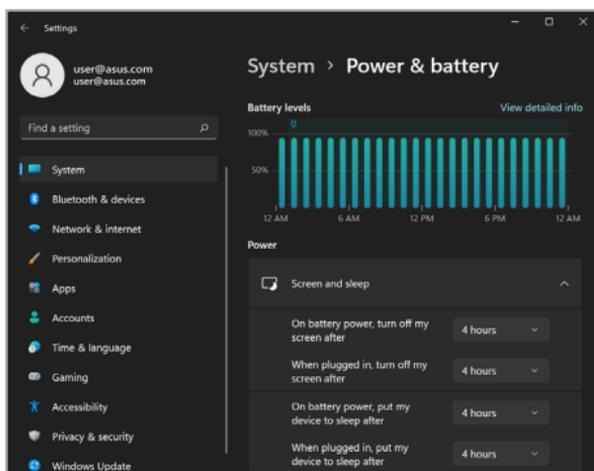 Settings
user@asus.com
user@asus.com
Find a setting
System
Bluetooth & devices
Network & internet
Personalization
Apps
Accounts
Time & language
Gaming
Accessibility
Privacy & security
Windows Update
System > Power & battery
Battery levels
View detailed info
100%
50%
12 AM 6 AM 12 PM 6 PM 12 AM
Power
Screen and sleep
On battery power, turn off my
screen after
4 hours
When plugged in, turn off my
screen after
4 hours
On battery power, put my
device to sleep after
4 hours
When plugged in, put my
device to sleep after
4 hours